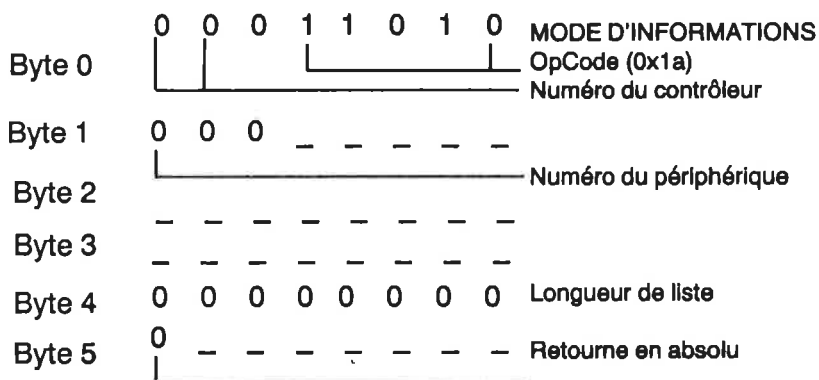 0 0 0 1 1 0 1 0 MODE D'INFORMATIONS
Byte 0 OpCode (0x1a)
Numéro du contrôleur
Byte 1 0 0 0 _ _ _ _ _
Numéro du périphérique
Byte 2 _ _ _ _ _ _ _ _
Byte 3 _ _ _ _ _ _ _ _
Byte 4 0 0 0 0 0 0 0 0 Longueur de liste
Byte 5 0 _ _ _ _ _ _ _ Retourne en absolu